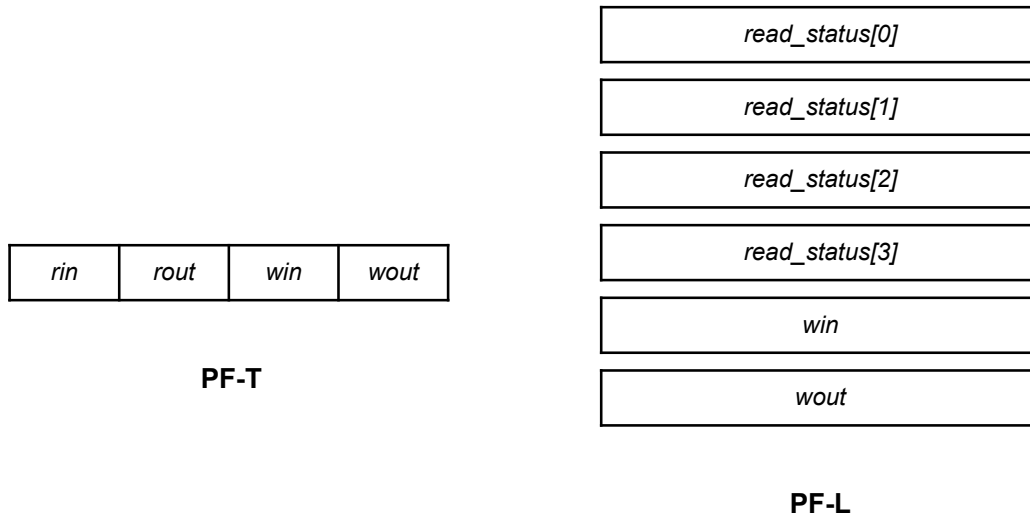 rin rout win wout
PF-T
read_status[0]
read_status[1]
read_status[2]
read_status[3]
win
wout
PF-L